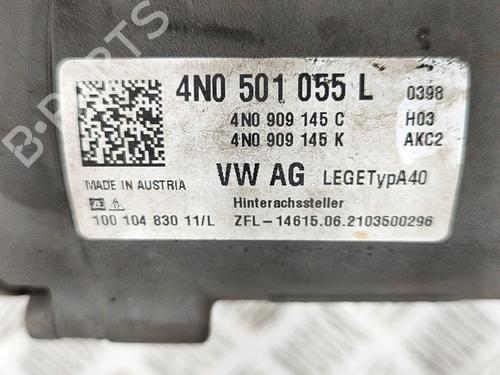 B-PARTS
4N0 501 055 L 0398
4N0 909 145 C H03
4N0 909 145 K AKC2
MADE IN AUSTRIA VW AG LEGETypA40
Hinterachssteller
100 104 830 11/L ZFL-14615.06.2103500296